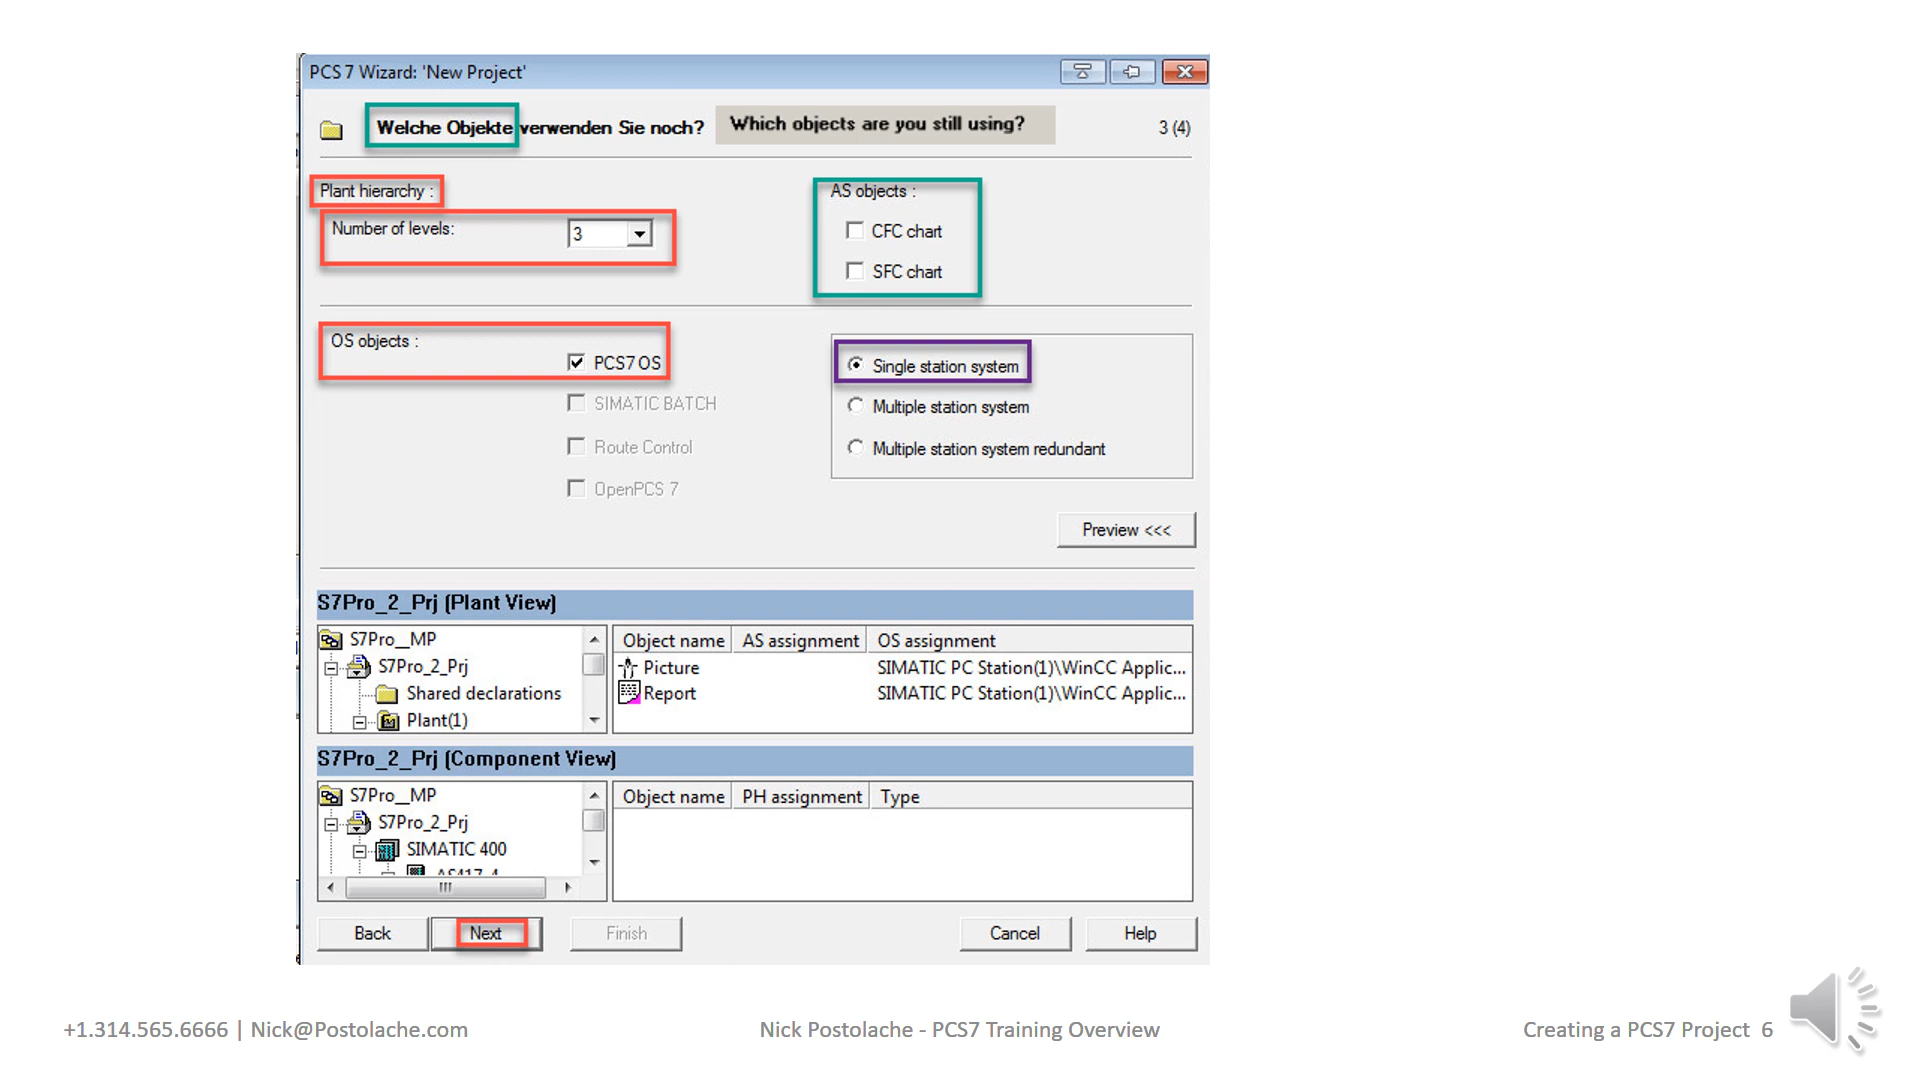 PCS 7 Wizard: 'New Project'
Welche Objekte verwenden Sie noch?
Which objects are you still using?
3 (4)
Plant hierarchy :
Number of levels:
3
AS objects :
CFC chart
SFC chart
OS objects :
PCS7 OS
SIMATIC BATCH
Route Control
OpenPCS 7
Single station system
Multiple station system
Multiple station system redundant
Preview <<<
S7Pro_2_Prj (Plant View)
S7Pro__MP
S7Pro_2_Prj
Shared declarations
Plant(1)
Object name AS assignment OS assignment
Picture SIMATIC PC Station(1)\WinCC Applic...
Report SIMATIC PC Station(1)\WinCC Applic...
S7Pro_2_Prj (Component View)
S7Pro__MP
S7Pro_2_Prj
SIMATIC 400
AS417-4
Object name PH assignment Type
Back Next Finish Cancel Help
+1.314.565.6666 | Nick@Postolache.com
Nick Postolache - PCS7 Training Overview
Creating a PCS7 Project 6